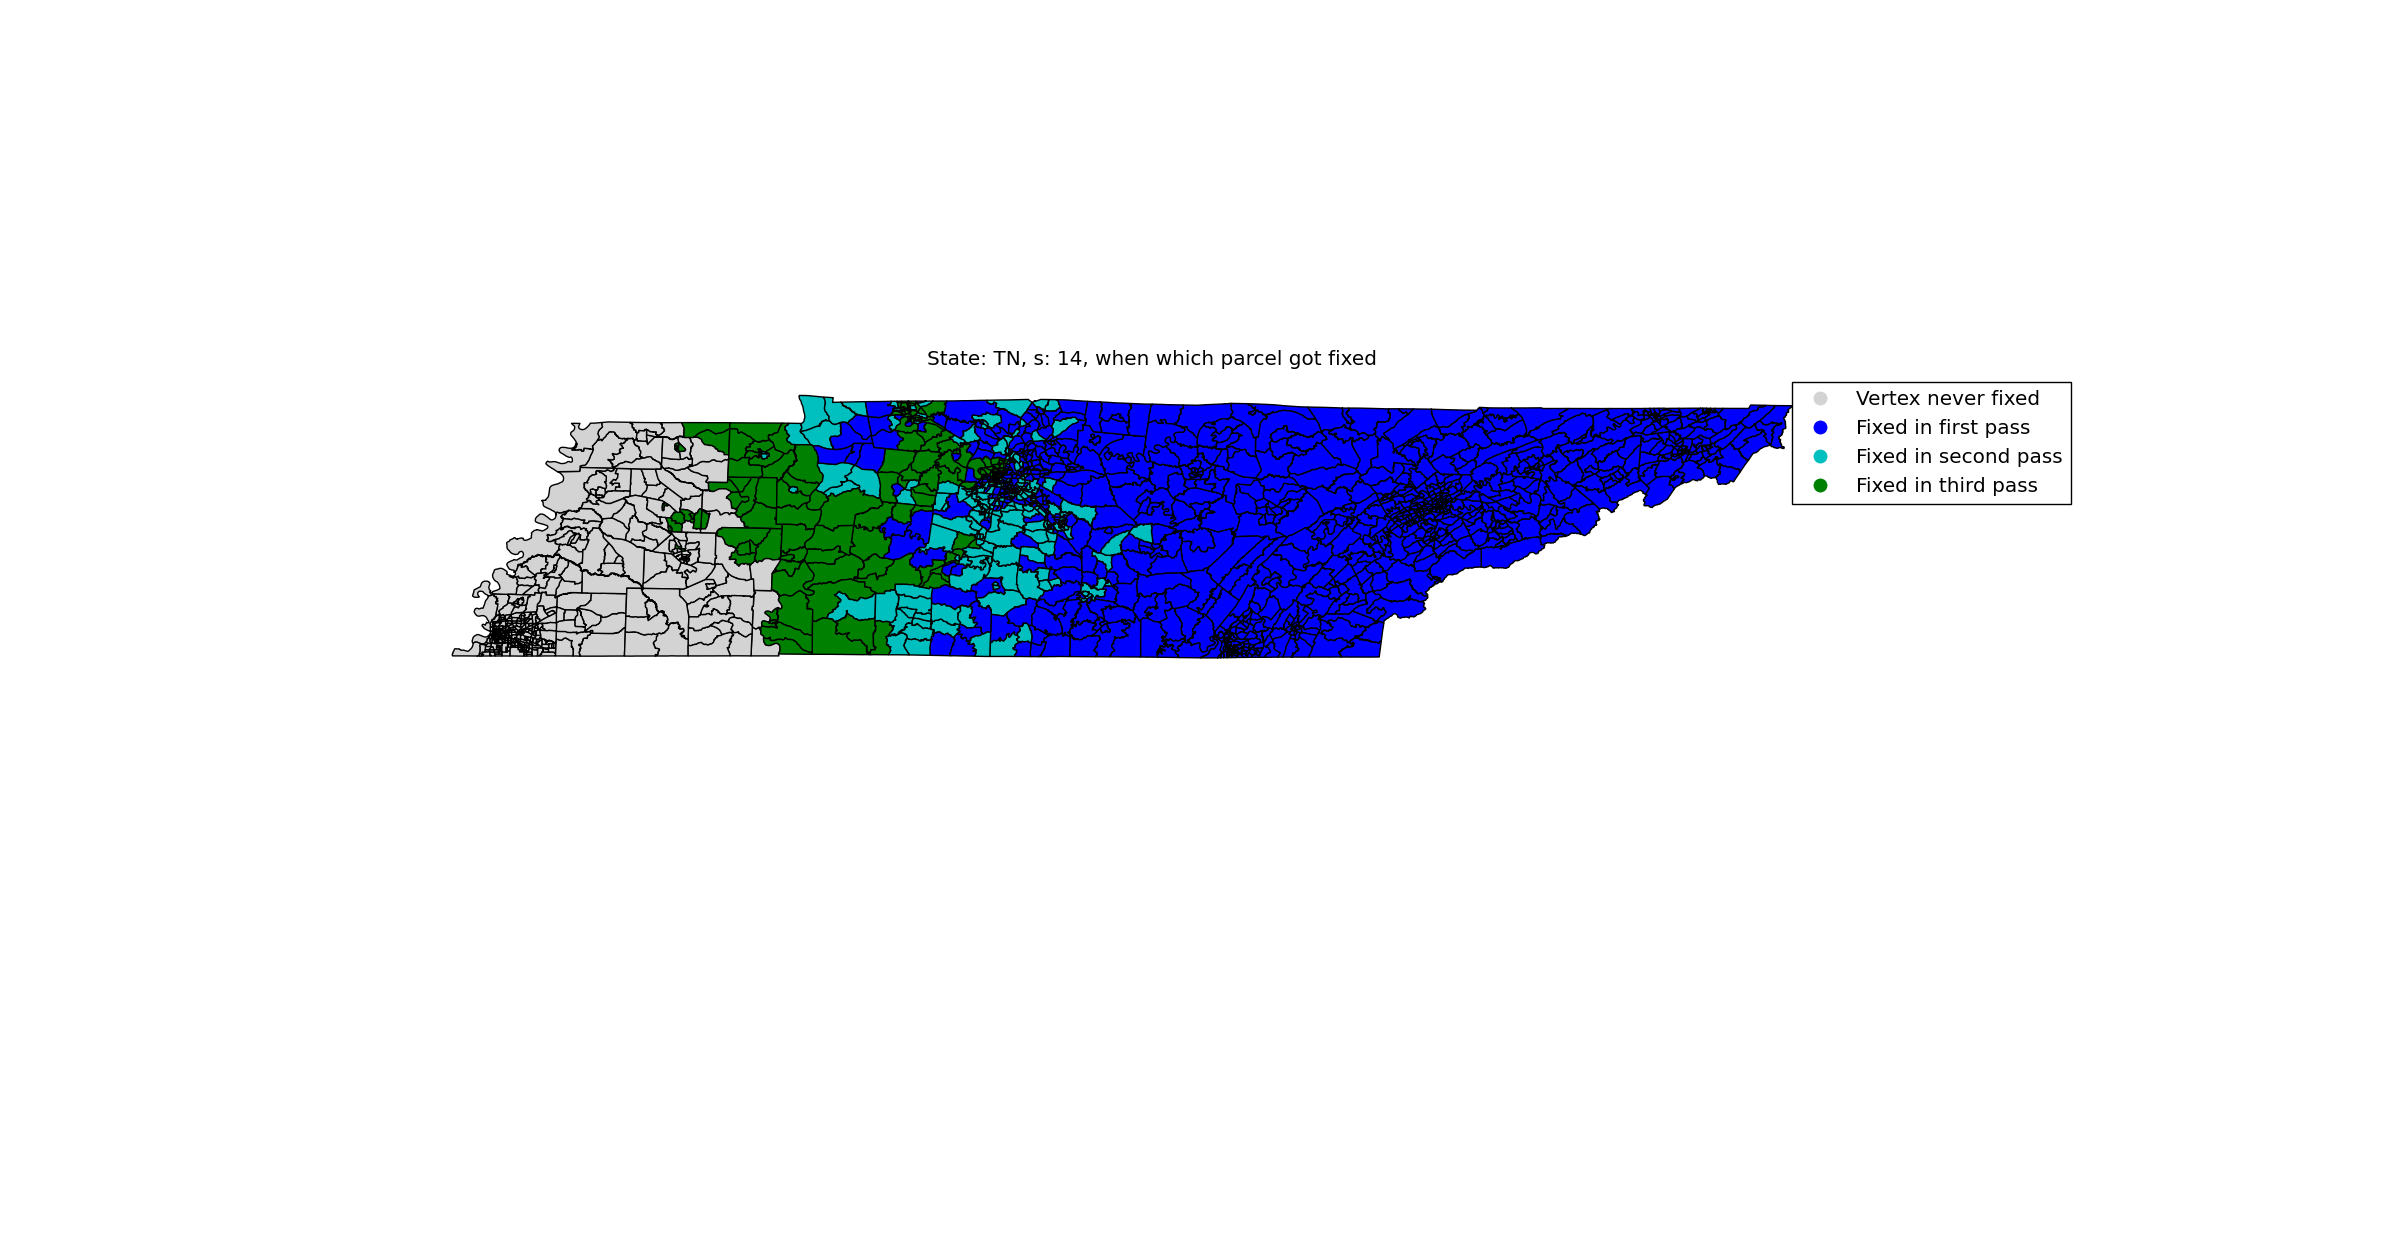 State: TN, s: 14, when which parcel got fixed
Vertex never fixed
Fixed in first pass
Fixed in second pass
Fixed in third pass